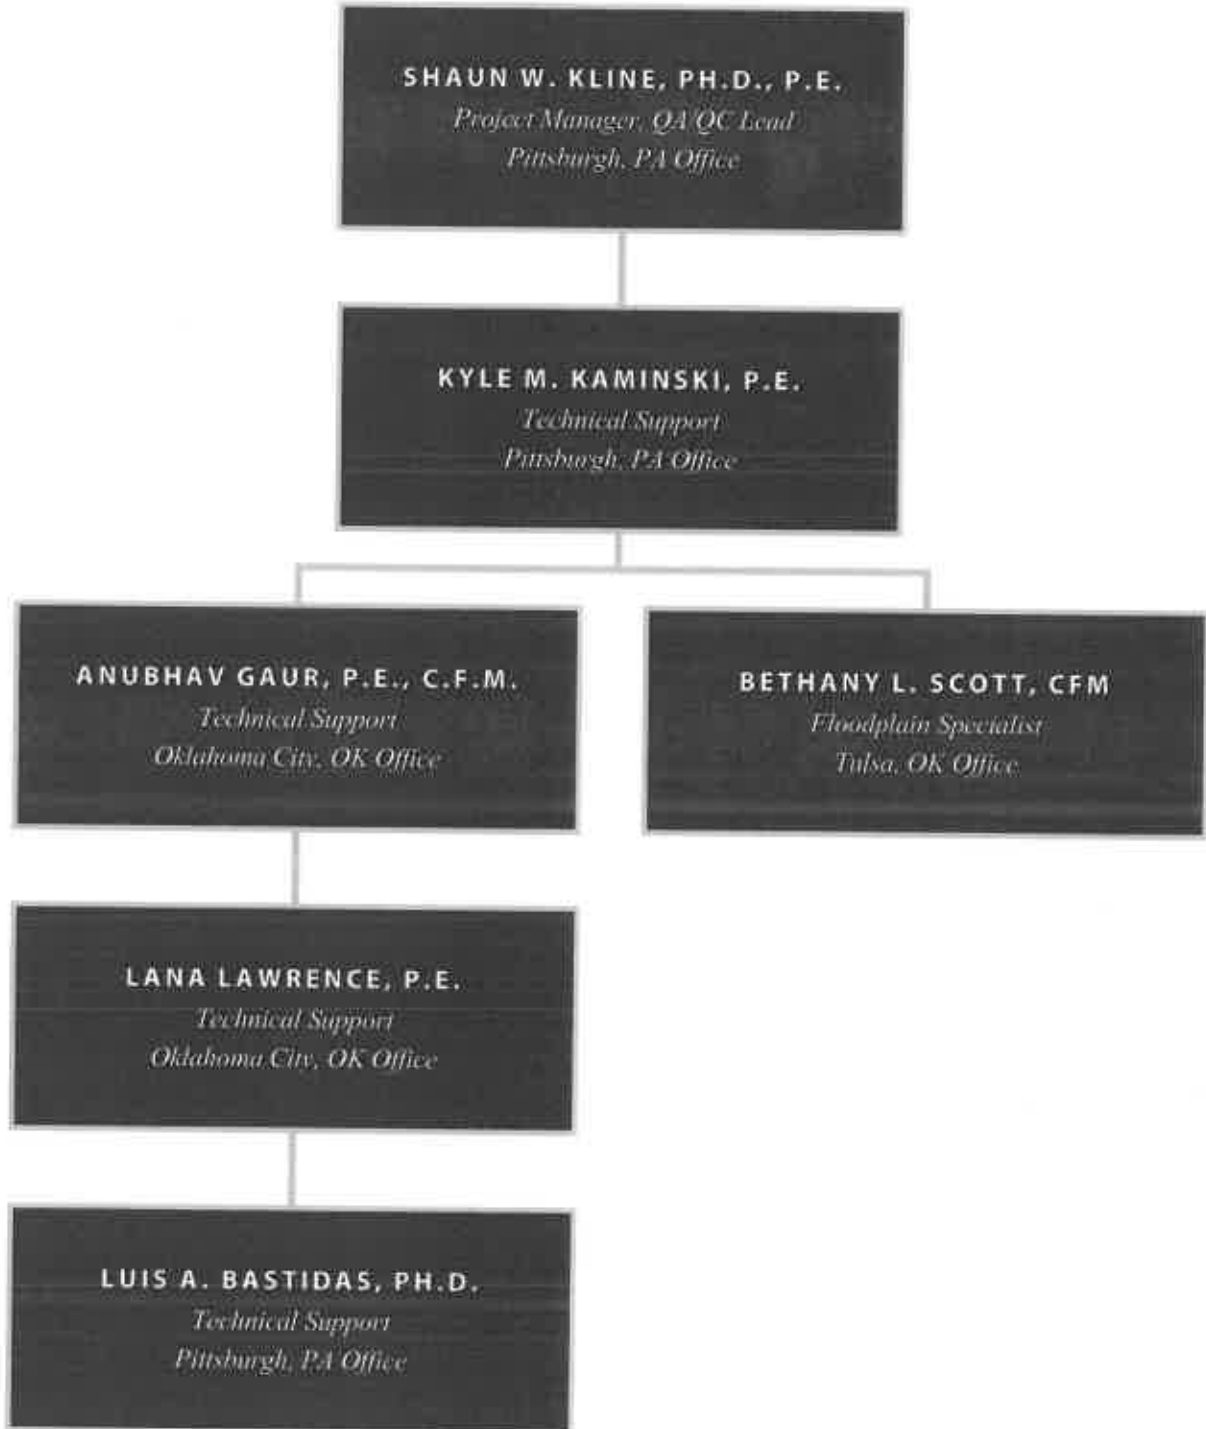 SHAUN W. KLINE, PH.D., P.E.
Project Manager, QA/QC Lead
Pittsburgh, PA Office
KYLE M. KAMINSKI, P.E.
Technical Support
Pittsburgh, PA Office
ANUBHAV GAUR, P.E., C.F.M.
Technical Support
Oklahoma City, OK Office
BETHANY L. SCOTT, CFM
Floodplain Specialist
Tulsa, OK Office
LANA LAWRENCE, P.E.
Technical Support
Oklahoma City, OK Office
LUIS A. BASTIDAS, PH.D.
Technical Support
Pittsburgh, PA Office